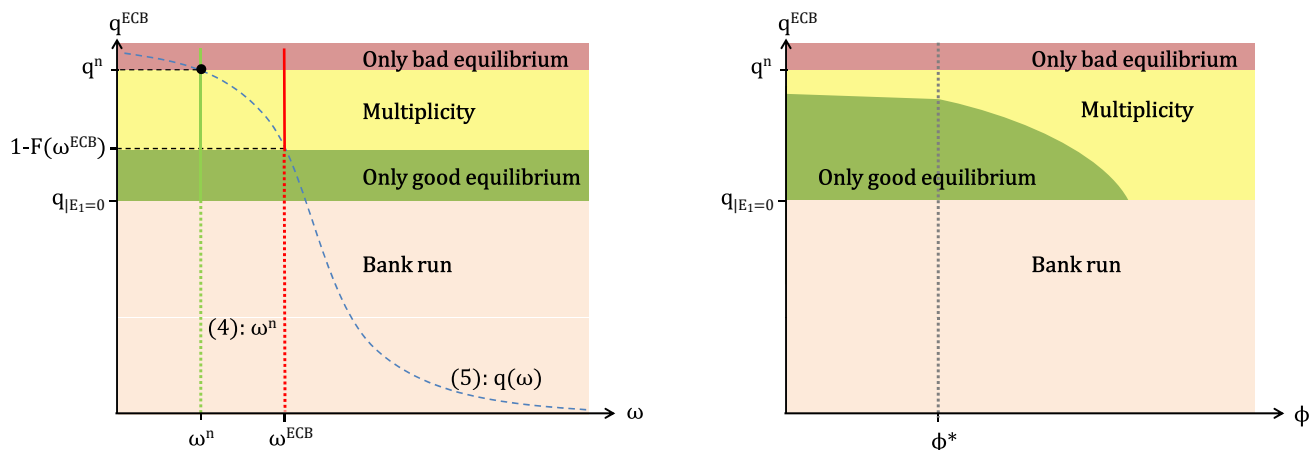 q^ECB
Only bad equilibrium
q^n
Multiplicity
1-F(ω^ECB)
Only good equilibrium
q_|E₁=0
Bank run
(4): ω^n
(5): q(ω)
ω
ω^n
ω^ECB
q^ECB
Only bad equilibrium
q^n
Multiplicity
Only good equilibrium
q_|E₁=0
Bank run
ϕ
ϕ*